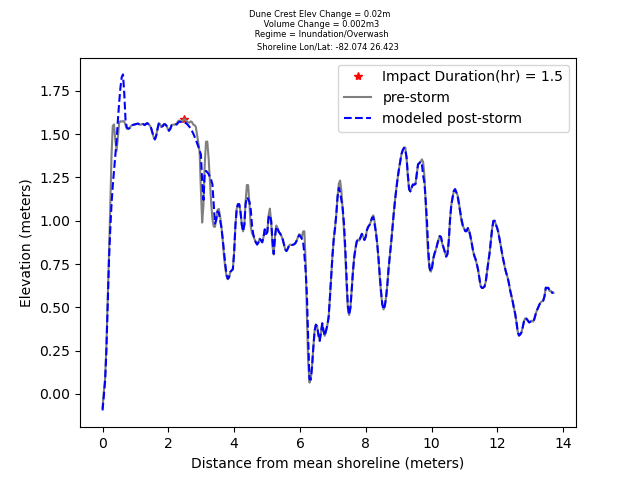 Dune Crest Elev Change = 0.02m
Volume Change = 0.002m3
Regime = Inundation/Overwash
Shoreline Lon/Lat: -82.074 26.423
Impact Duration(hr) = 1.5
pre-storm
modeled post-storm
Elevation (meters)
1.75
1.50
1.25
1.00
0.75
0.50
0.25
0.00
0 2 4 6 8 10 12 14
Distance from mean shoreline (meters)